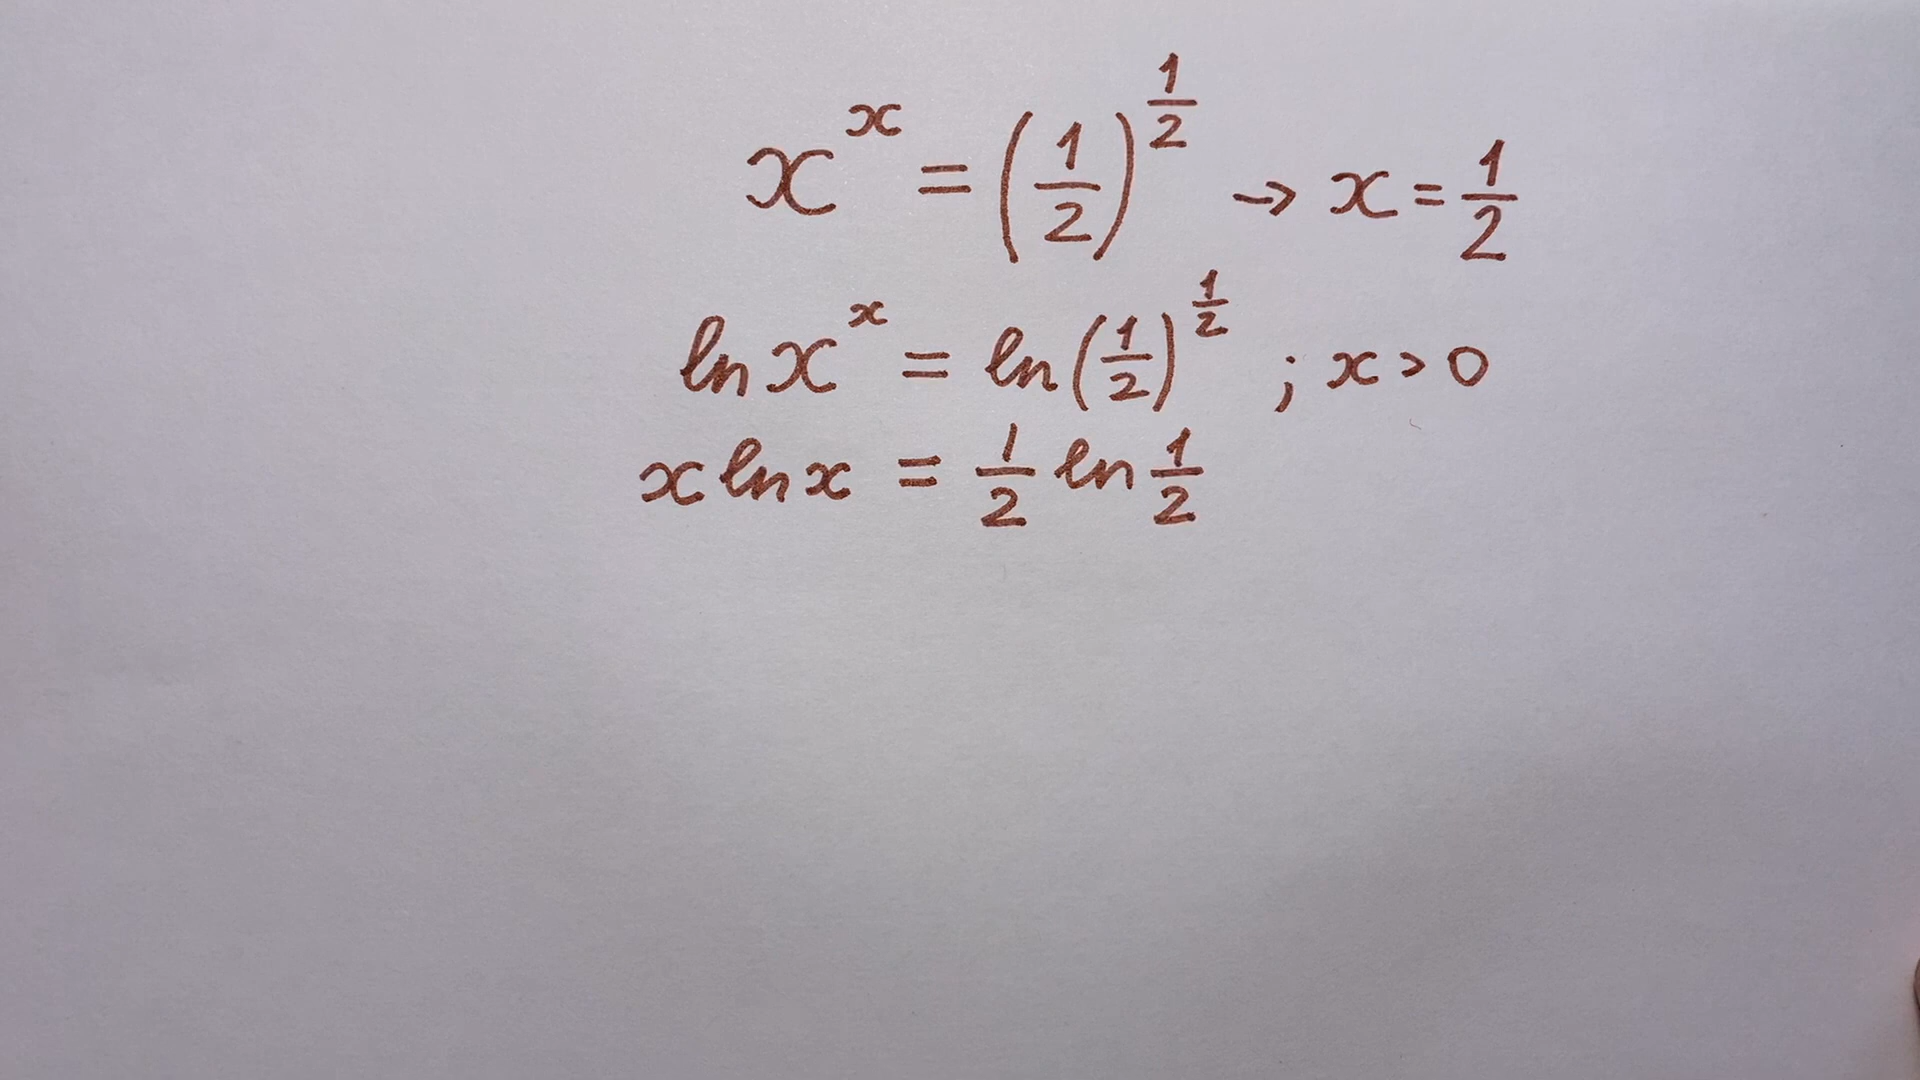 x^x = (1/2)^(1/2) → x = 1/2
ln x^x = ln (1/2)^(1/2) ; x > 0
x ln x = 1/2 ln 1/2